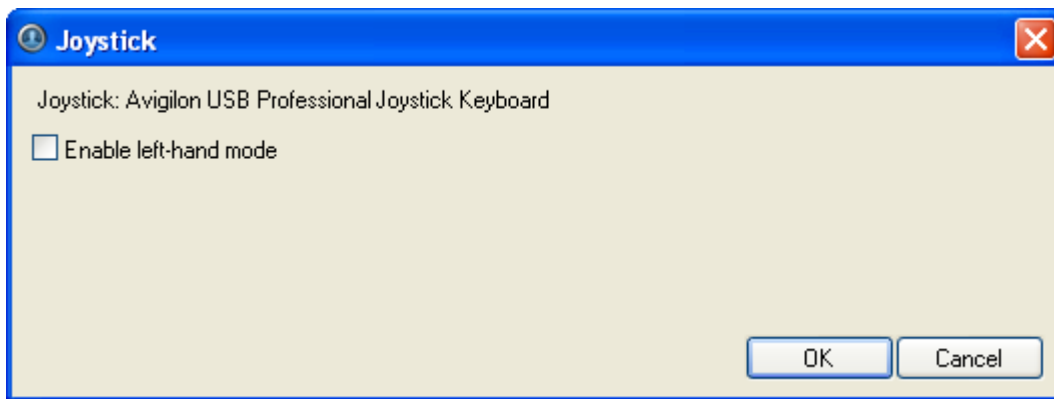 Joystick
Joystick: Avigilon USB Professional Joystick Keyboard
Enable left-hand mode
OK Cancel